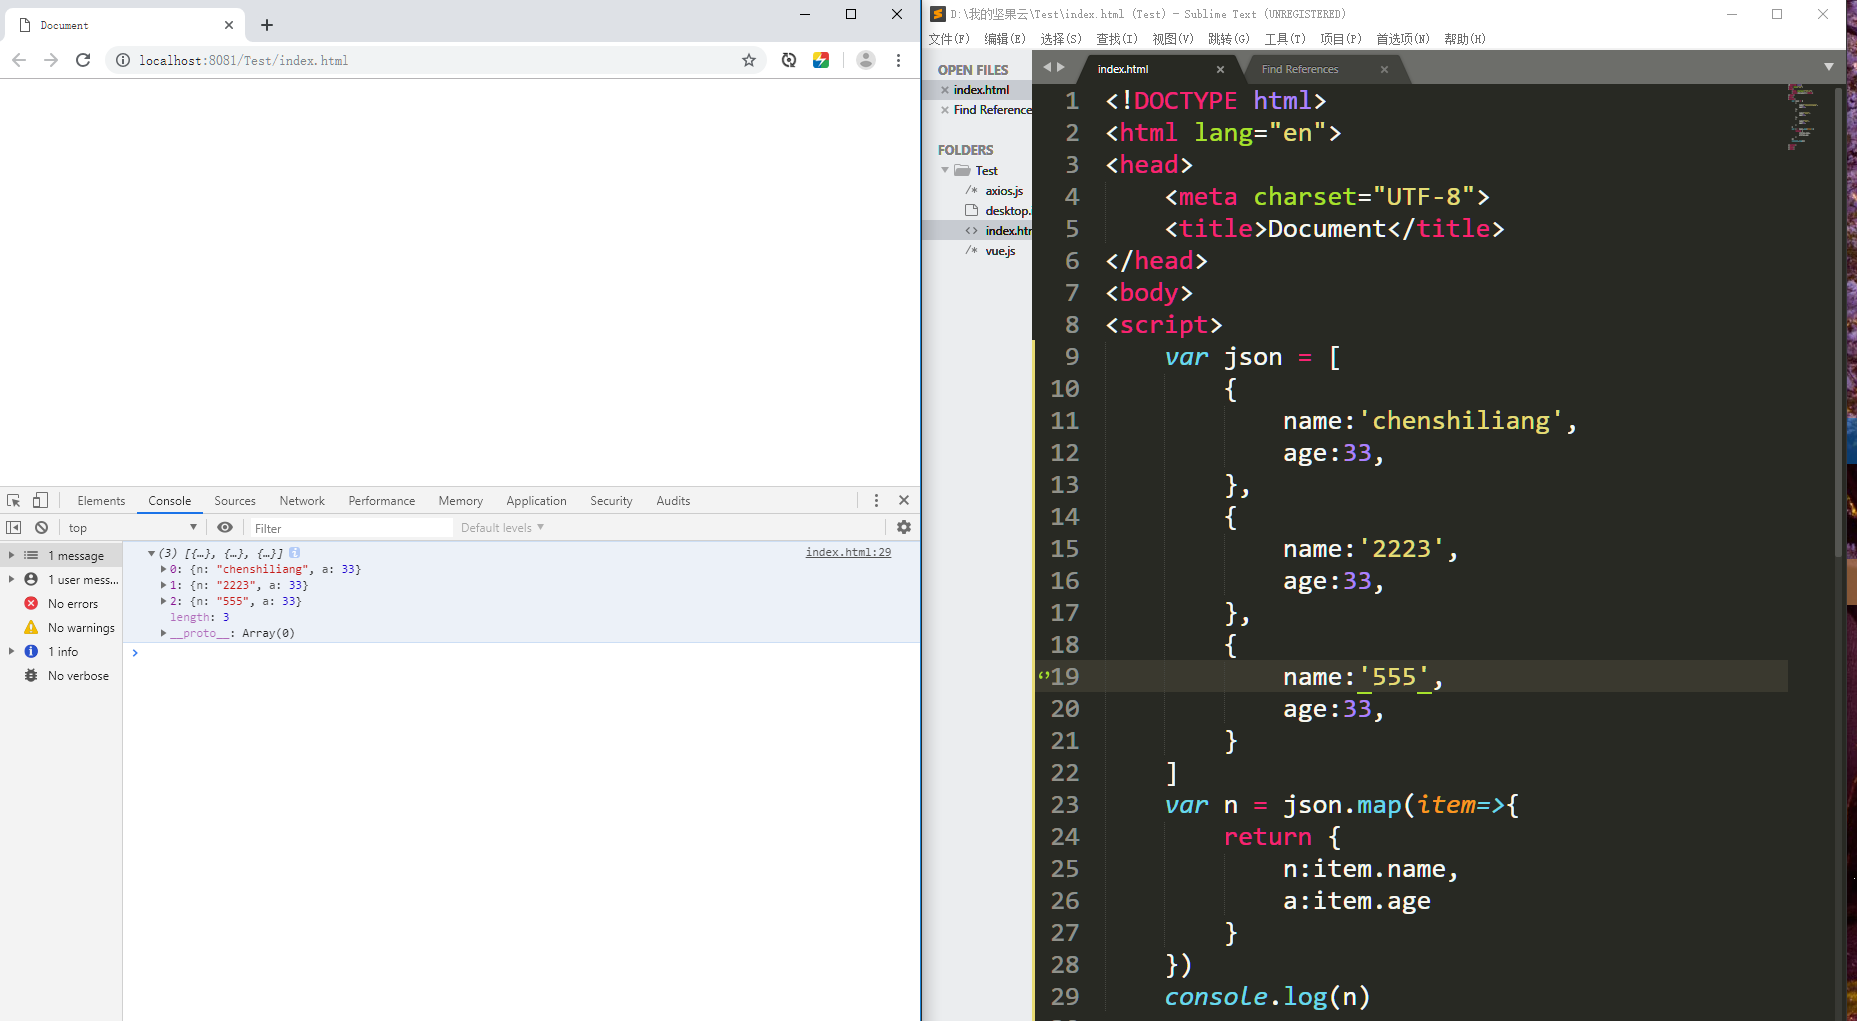 Document
localhost:8081/Test/index.html
Elements Console Sources Network Performance Memory Application Security Audits
top Filter Default levels
1 message
1 user mess...
No errors
No warnings
1 info
No verbose
(3) [{…}, {…}, {…}] index.html:29
0: {n: "chenshiliang", a: 33}
1: {n: "2223", a: 33}
2: {n: "555", a: 33}
length: 3
__proto__: Array(0)
D:\我的坚果云\Test\index.html (Test) - Sublime Text (UNREGISTERED)
文件(F) 编辑(E) 选择(S) 查找(I) 视图(V) 跳转(G) 工具(T) 项目(P) 首选项(N) 帮助(H)
OPEN FILES
index.html
Find Reference
FOLDERS
Test
axios.js
desktop.
index.htm
vue.js
index.html Find References
1 <!DOCTYPE html>
2 <html lang="en">
3 <head>
4 <meta charset="UTF-8">
5 <title>Document</title>
6 </head>
7 <body>
8 <script>
9 var json = [
10 {
11 name:'chenshiliang',
12 age:33,
13 },
14 {
15 name:'2223',
16 age:33,
17 },
18 {
19 name:'555',
20 age:33,
21 }
22 ]
23 var n = json.map(item=>{
24 return {
25 n:item.name,
26 a:item.age
27 }
28 })
29 console.log(n)